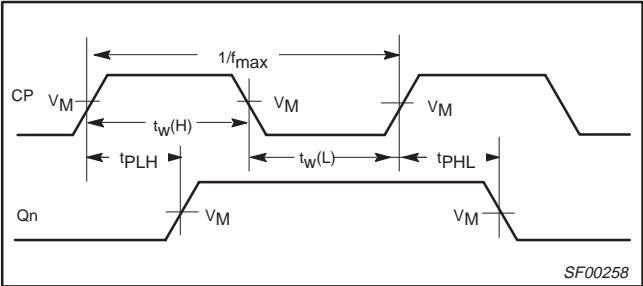 1/fmax
CP VM VM VM
tw(H)
tPLH tw(L) tPHL
Qn VM VM
SF00258